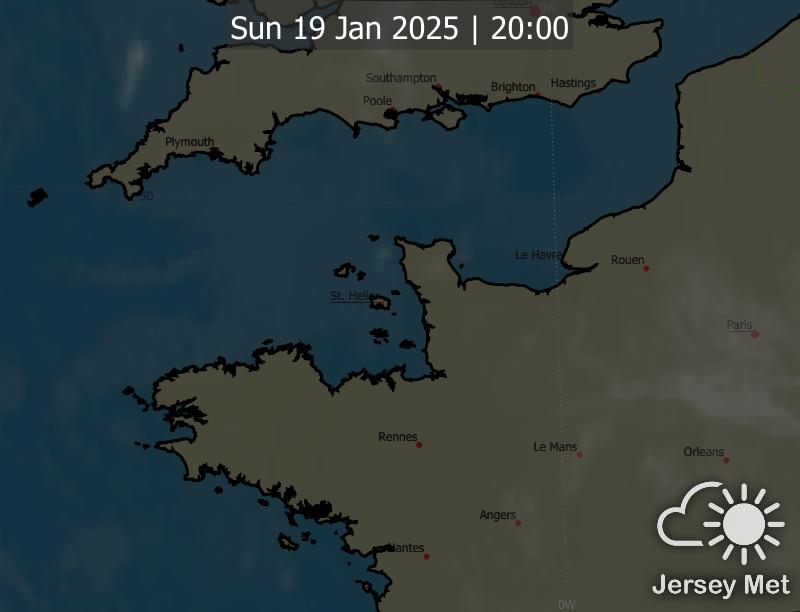 London
0W
Sun 19 Jan 2025 | 20:00
Southampton
Brighton
Hastings
Poole
Plymouth
50
Le Havre
Rouen
St. Helier
Paris
Rennes
Le Mans
Orleans
Angers
Nantes
Jersey Met
0W